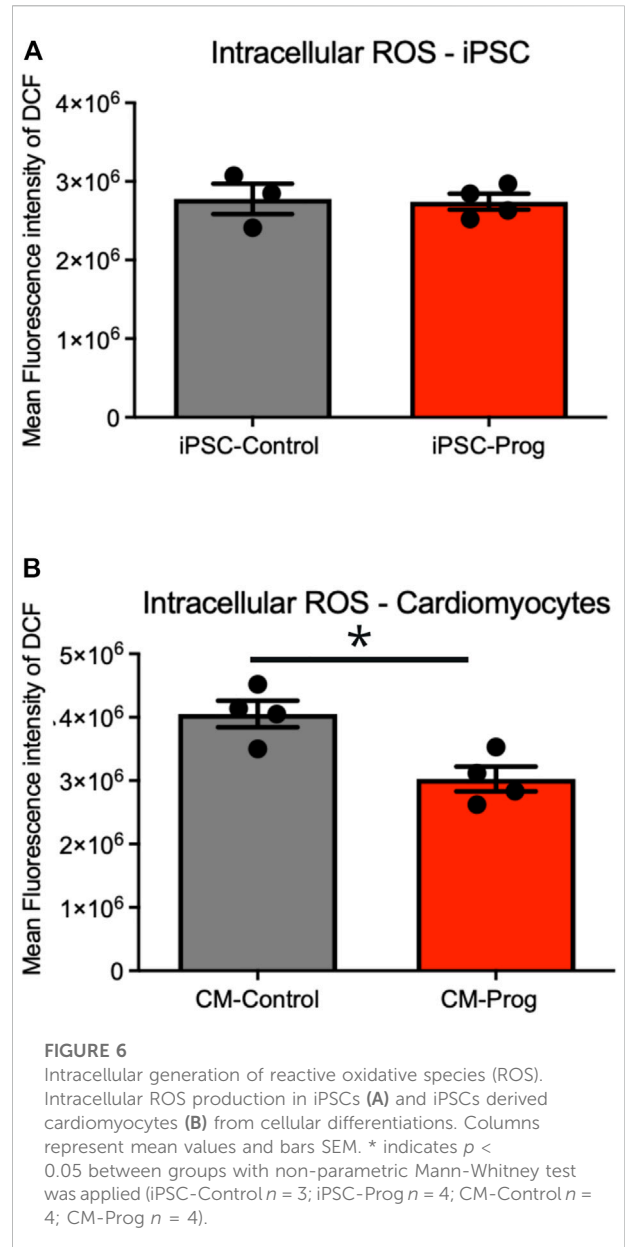 A
Intracellular ROS - iPSC
Mean Fluorescence intensity of DCF
4×10⁶
3×10⁶
2×10⁶
1×10⁶
0
iPSC-Control
iPSC-Prog
B
Intracellular ROS - Cardiomyocytes
Mean Fluorescence intensity of DCF
*
5×10⁶
4×10⁶
3×10⁶
2×10⁶
1×10⁶
0
CM-Control
CM-Prog
FIGURE 6
Intracellular generation of reactive oxidative species (ROS).
Intracellular ROS production in iPSCs (A) and iPSCs derived
cardiomyocytes (B) from cellular differentiations. Columns
represent mean values and bars SEM. * indicates p <
0.05 between groups with non-parametric Mann-Whitney test
was applied (iPSC-Control n = 3; iPSC-Prog n = 4; CM-Control n =
4; CM-Prog n = 4).